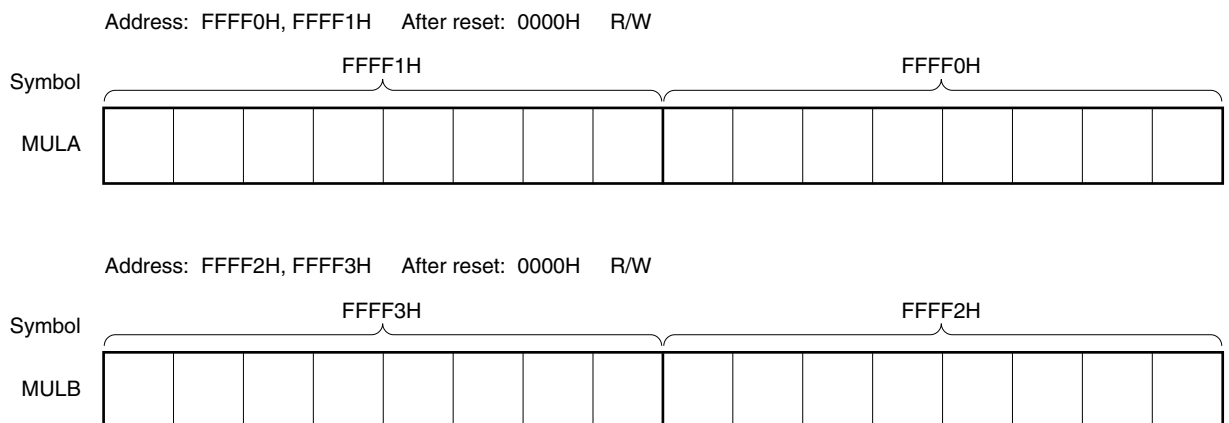 Address: FFFF0H, FFFF1H After reset: 0000H R/W
Symbol FFFF1H FFFF0H
MULA
Address: FFFF2H, FFFF3H After reset: 0000H R/W
Symbol FFFF3H FFFF2H
MULB